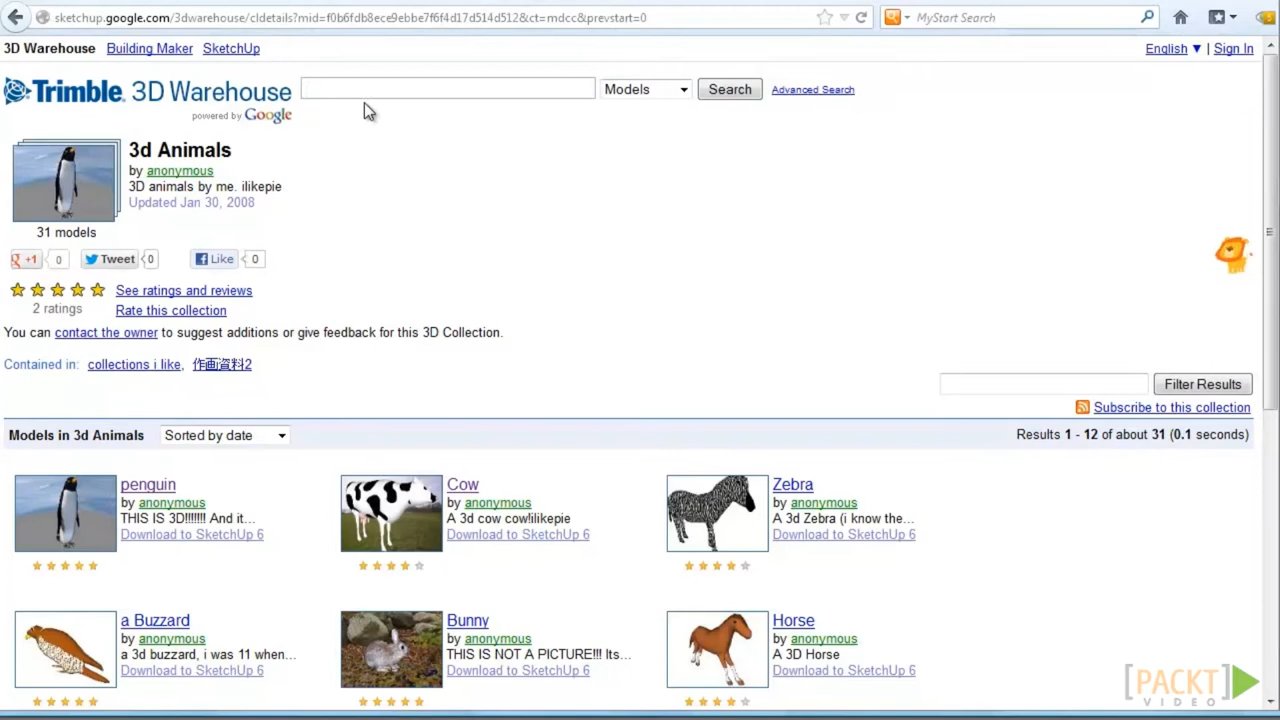 sketchup.google.com/3dwarehouse/cldetails?mid=f0b6fdb8ece9ebbe7f6f4d17d514d512&ct=mdcc&prevstart=0
MyStart Search
3D Warehouse Building Maker SketchUp
English ▼ | Sign In
Trimble. 3D Warehouse
powered by Google
Models
Search
Advanced Search
3d Animals
by anonymous
3D animals by me. ilikepie
Updated Jan 30, 2008
31 models
+1 0 Tweet 0 Like 0
See ratings and reviews
2 ratings
Rate this collection
You can contact the owner to suggest additions or give feedback for this 3D Collection.
Contained in: collections i like, 作画資料2
Filter Results
Subscribe to this collection
Models in 3d Animals Sorted by date
Results 1 - 12 of about 31 (0.1 seconds)
penguin
by anonymous
THIS IS 3D!!!!!!! And it...
Download to SketchUp 6
Cow
by anonymous
A 3d cow cow!ilikepie
Download to SketchUp 6
Zebra
by anonymous
A 3d Zebra (i know the...
Download to SketchUp 6
a Buzzard
by anonymous
a 3d buzzard, i was 11 when...
Download to SketchUp 6
Bunny
by anonymous
THIS IS NOT A PICTURE!!! Its...
Download to SketchUp 6
Horse
by anonymous
A 3D Horse
Download to SketchUp 6
[PACKT]
VIDEO